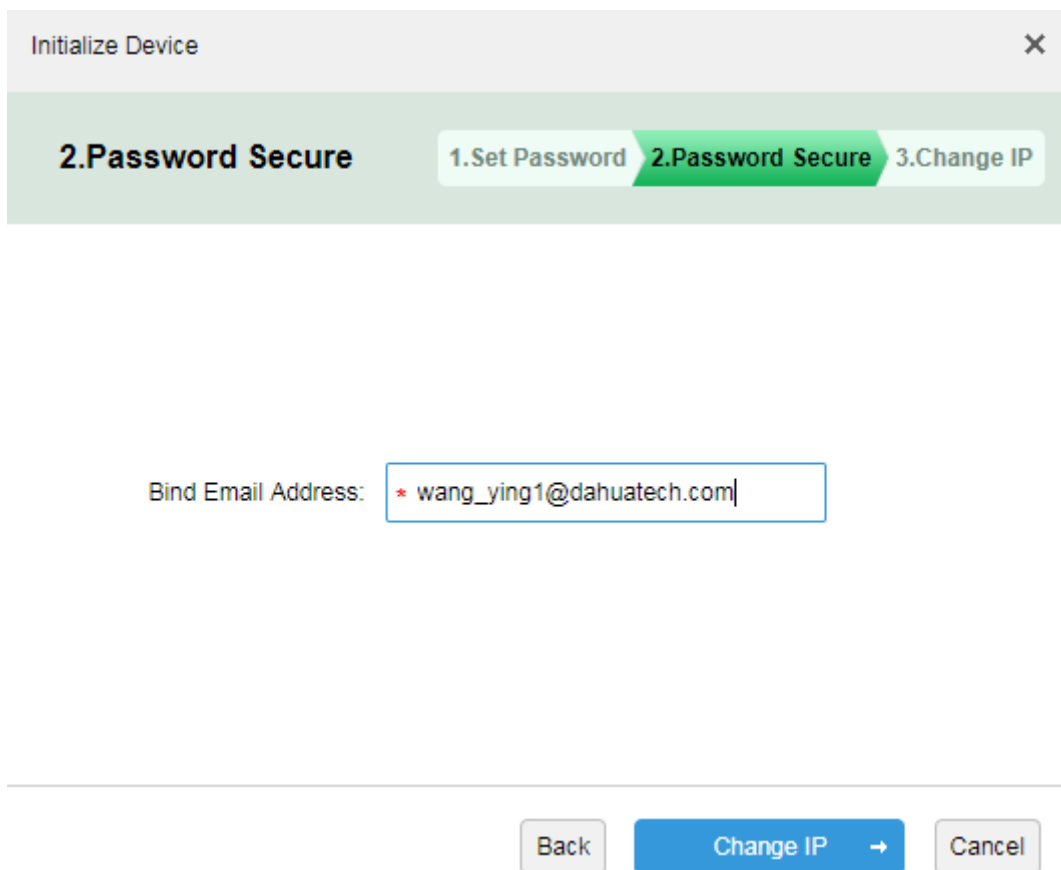 Initialize Device ×
2.Password Secure 1.Set Password 2.Password Secure 3.Change IP
Bind Email Address: * wang_ying1@dahuatech.com
Back Change IP → Cancel